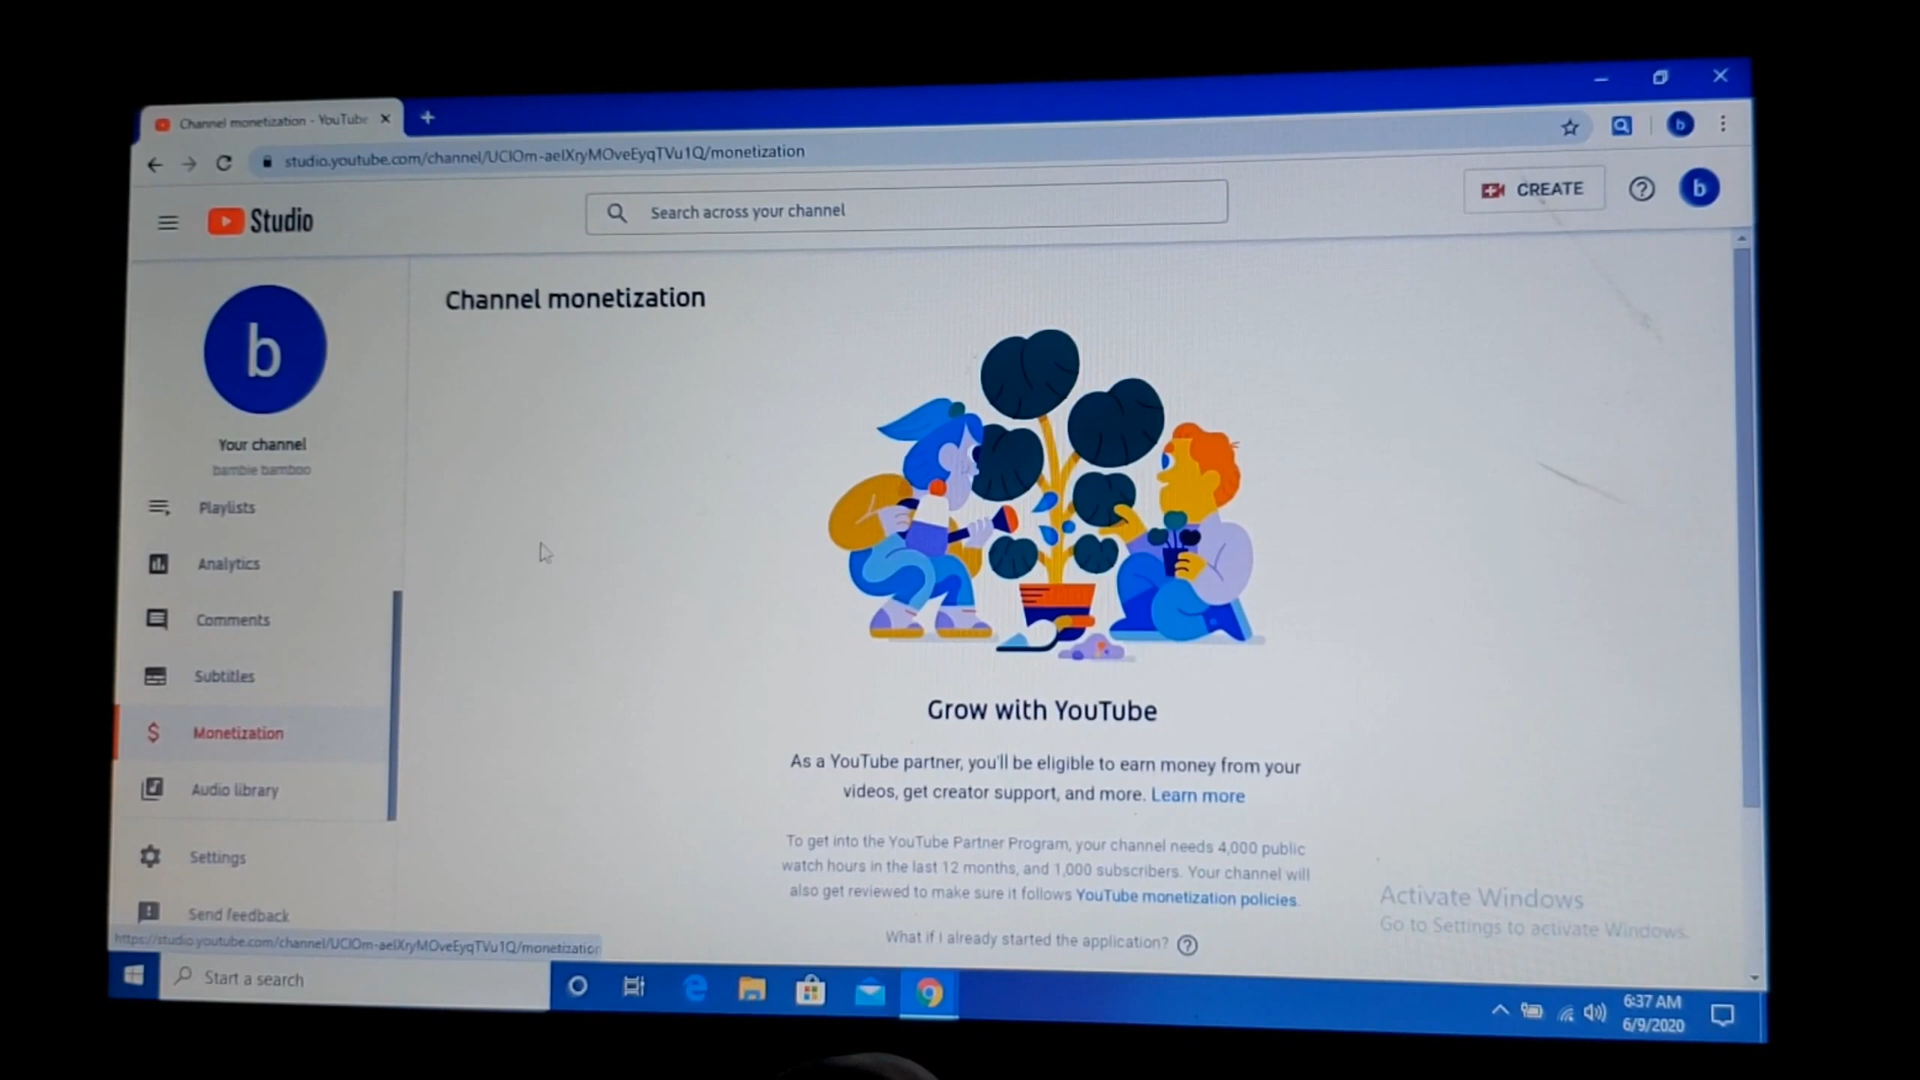 Channel monetization - YouTube
studio.youtube.com/channel/UCIOm-aeIXryMOveEyqTVu1Q/monetization
Studio
Search across your channel
CREATE
b
b
b
Your channel
bambie bamboo
Playlists
Analytics
Comments
Subtitles
Monetization
Audio library
Settings
Send feedback
Channel monetization
Grow with YouTube
As a YouTube partner, you'll be eligible to earn money from your
videos, get creator support, and more. Learn more
To get into the YouTube Partner Program, your channel needs 4,000 public
watch hours in the last 12 months, and 1,000 subscribers. Your channel will
also get reviewed to make sure it follows YouTube monetization policies.
What if I already started the application?
Activate Windows
Go to Settings to activate Windows.
https://studio.youtube.com/channel/UCIOm-aeIXryMOveEyqTVu1Q/monetization
Start a search
6:37 AM
6/9/2020